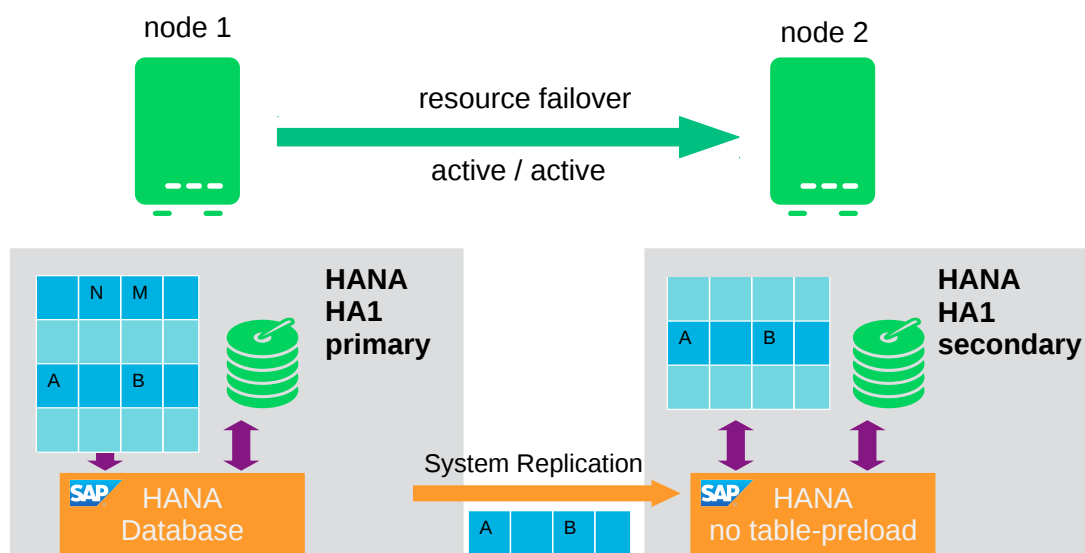 node 1
node 2
resource failover
active / active
N M
A B
HANA
HA1
primary
A B
HANA
HA1
secondary
System Replication
SAP
HANA
Database
A B
SAP
HANA
no table-preload